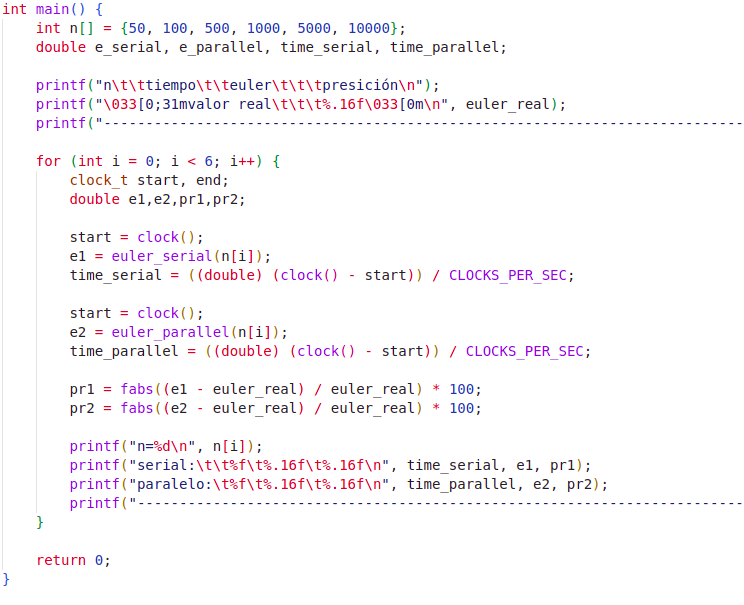 int main() {
    int n[] = {50, 100, 500, 1000, 5000, 10000};
    double e_serial, e_parallel, time_serial, time_parallel;

    printf("n\t\ttiempo\t\teuler\t\t\tpresición\n");
    printf("\033[0;31mvalor real\t\t\t%.16f\033[0m\n", euler_real);
    printf("----------------------------------------------------------------------------

    for (int i = 0; i < 6; i++) {
        clock_t start, end;
        double e1,e2,pr1,pr2;

        start = clock();
        e1 = euler_serial(n[i]);
        time_serial = ((double) (clock() - start)) / CLOCKS_PER_SEC;

        start = clock();
        e2 = euler_parallel(n[i]);
        time_parallel = ((double) (clock() - start)) / CLOCKS_PER_SEC;

        pr1 = fabs((e1 - euler_real) / euler_real) * 100;
        pr2 = fabs((e2 - euler_real) / euler_real) * 100;

        printf("n=%d\n", n[i]);
        printf("serial:\t\t%f\t%.16f\t%.16f\n", time_serial, e1, pr1);
        printf("paralelo:\t%f\t%.16f\t%.16f\n", time_parallel, e2, pr2);
        printf("------------------------------------------------------------------------
    }

    return 0;
}